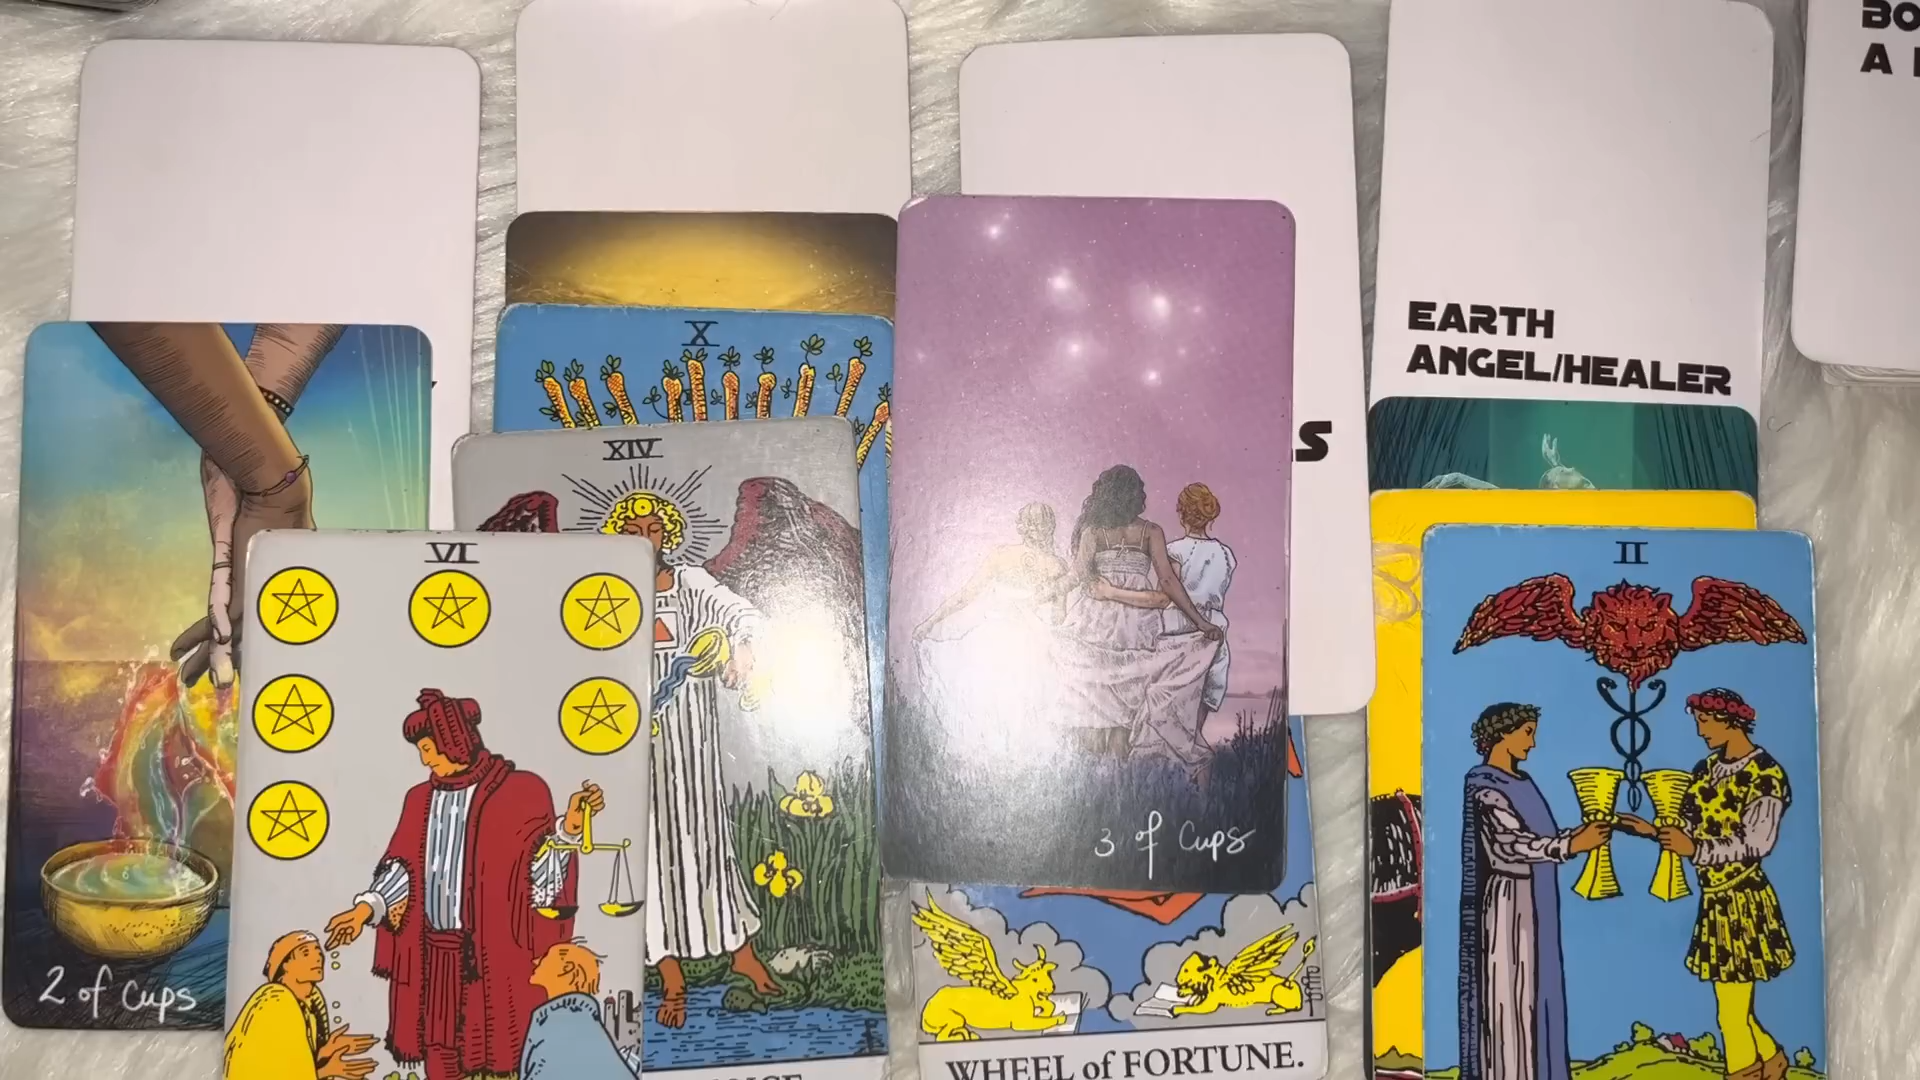 BO
A
EARTH
ANGEL/HEALER
X
S
XIV
VI
II
3 of Cups
2 of Cups
WHEEL of FORTUNE.